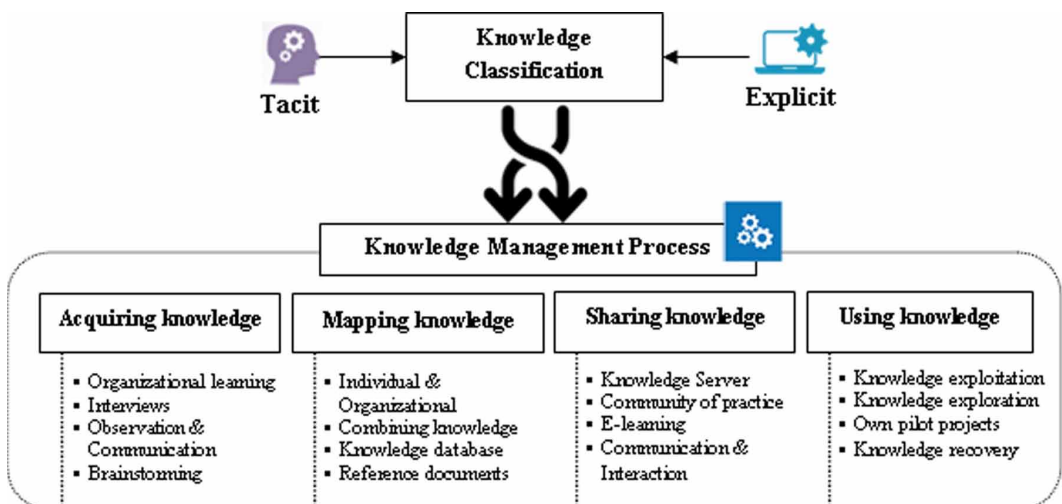 Knowledge
Classification
Tacit
Explicit
Knowledge Management Process
Acquiring knowledge
▪ Organizational learning
▪ Interviews
▪ Observation &
Communication
▪ Brainstorming
Mapping knowledge
▪ Individual &
Organizational
▪ Combining knowledge
▪ Knowledge database
▪ Reference documents
Sharing knowledge
▪ Knowledge Server
▪ Community of practice
▪ E-learning
▪ Communication &
Interaction
Using knowledge
▪ Knowledge exploitation
▪ Knowledge exploration
▪ Own pilot projects
▪ Knowledge recovery